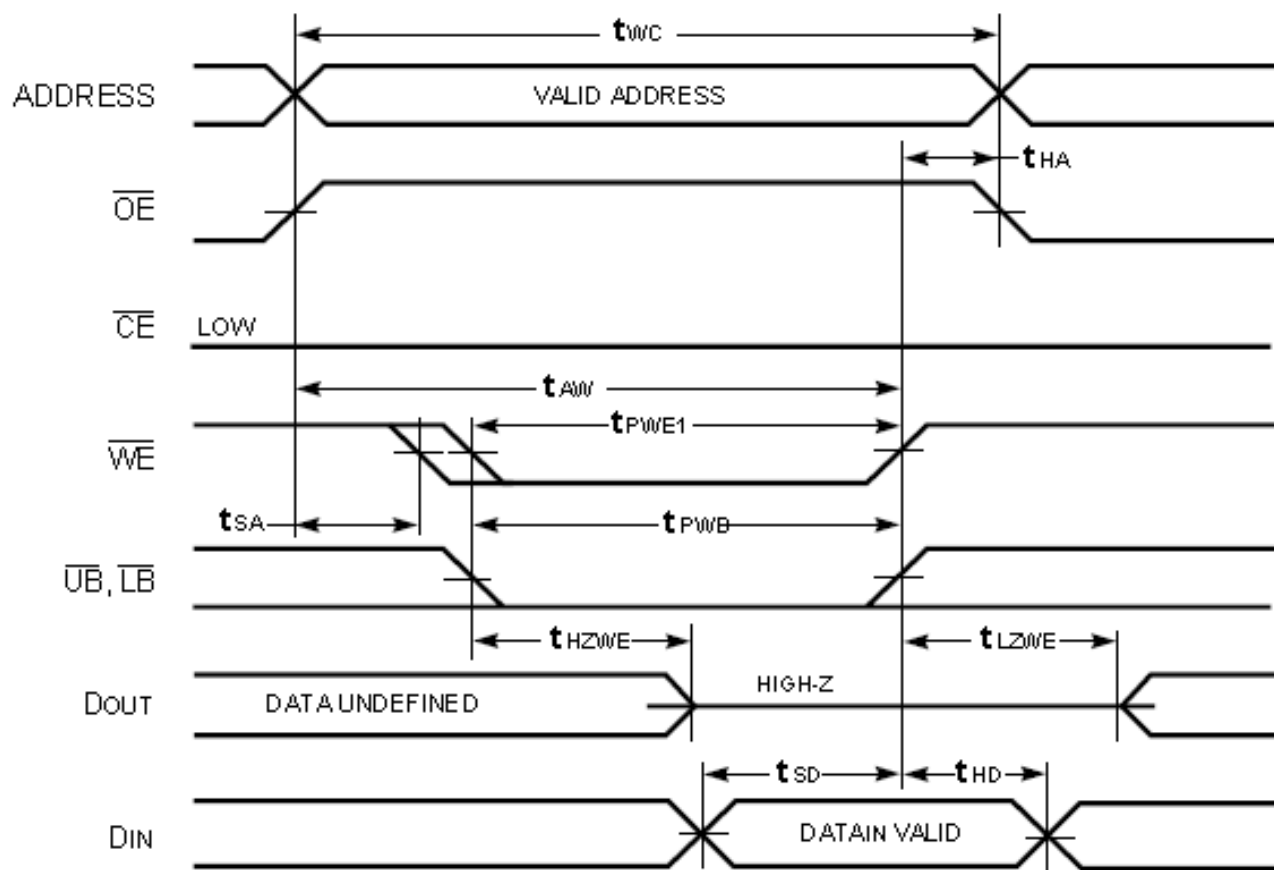 tWC
ADDRESS VALID ADDRESS
tHA
OE
CE LOW
tAW
tPWE1
WE
tSA tPWB
UB, LB
tHZWE tLZWE
HIGH-Z
DOUT DATA UNDEFINED
tSD tHD
DIN DATAIN VALID